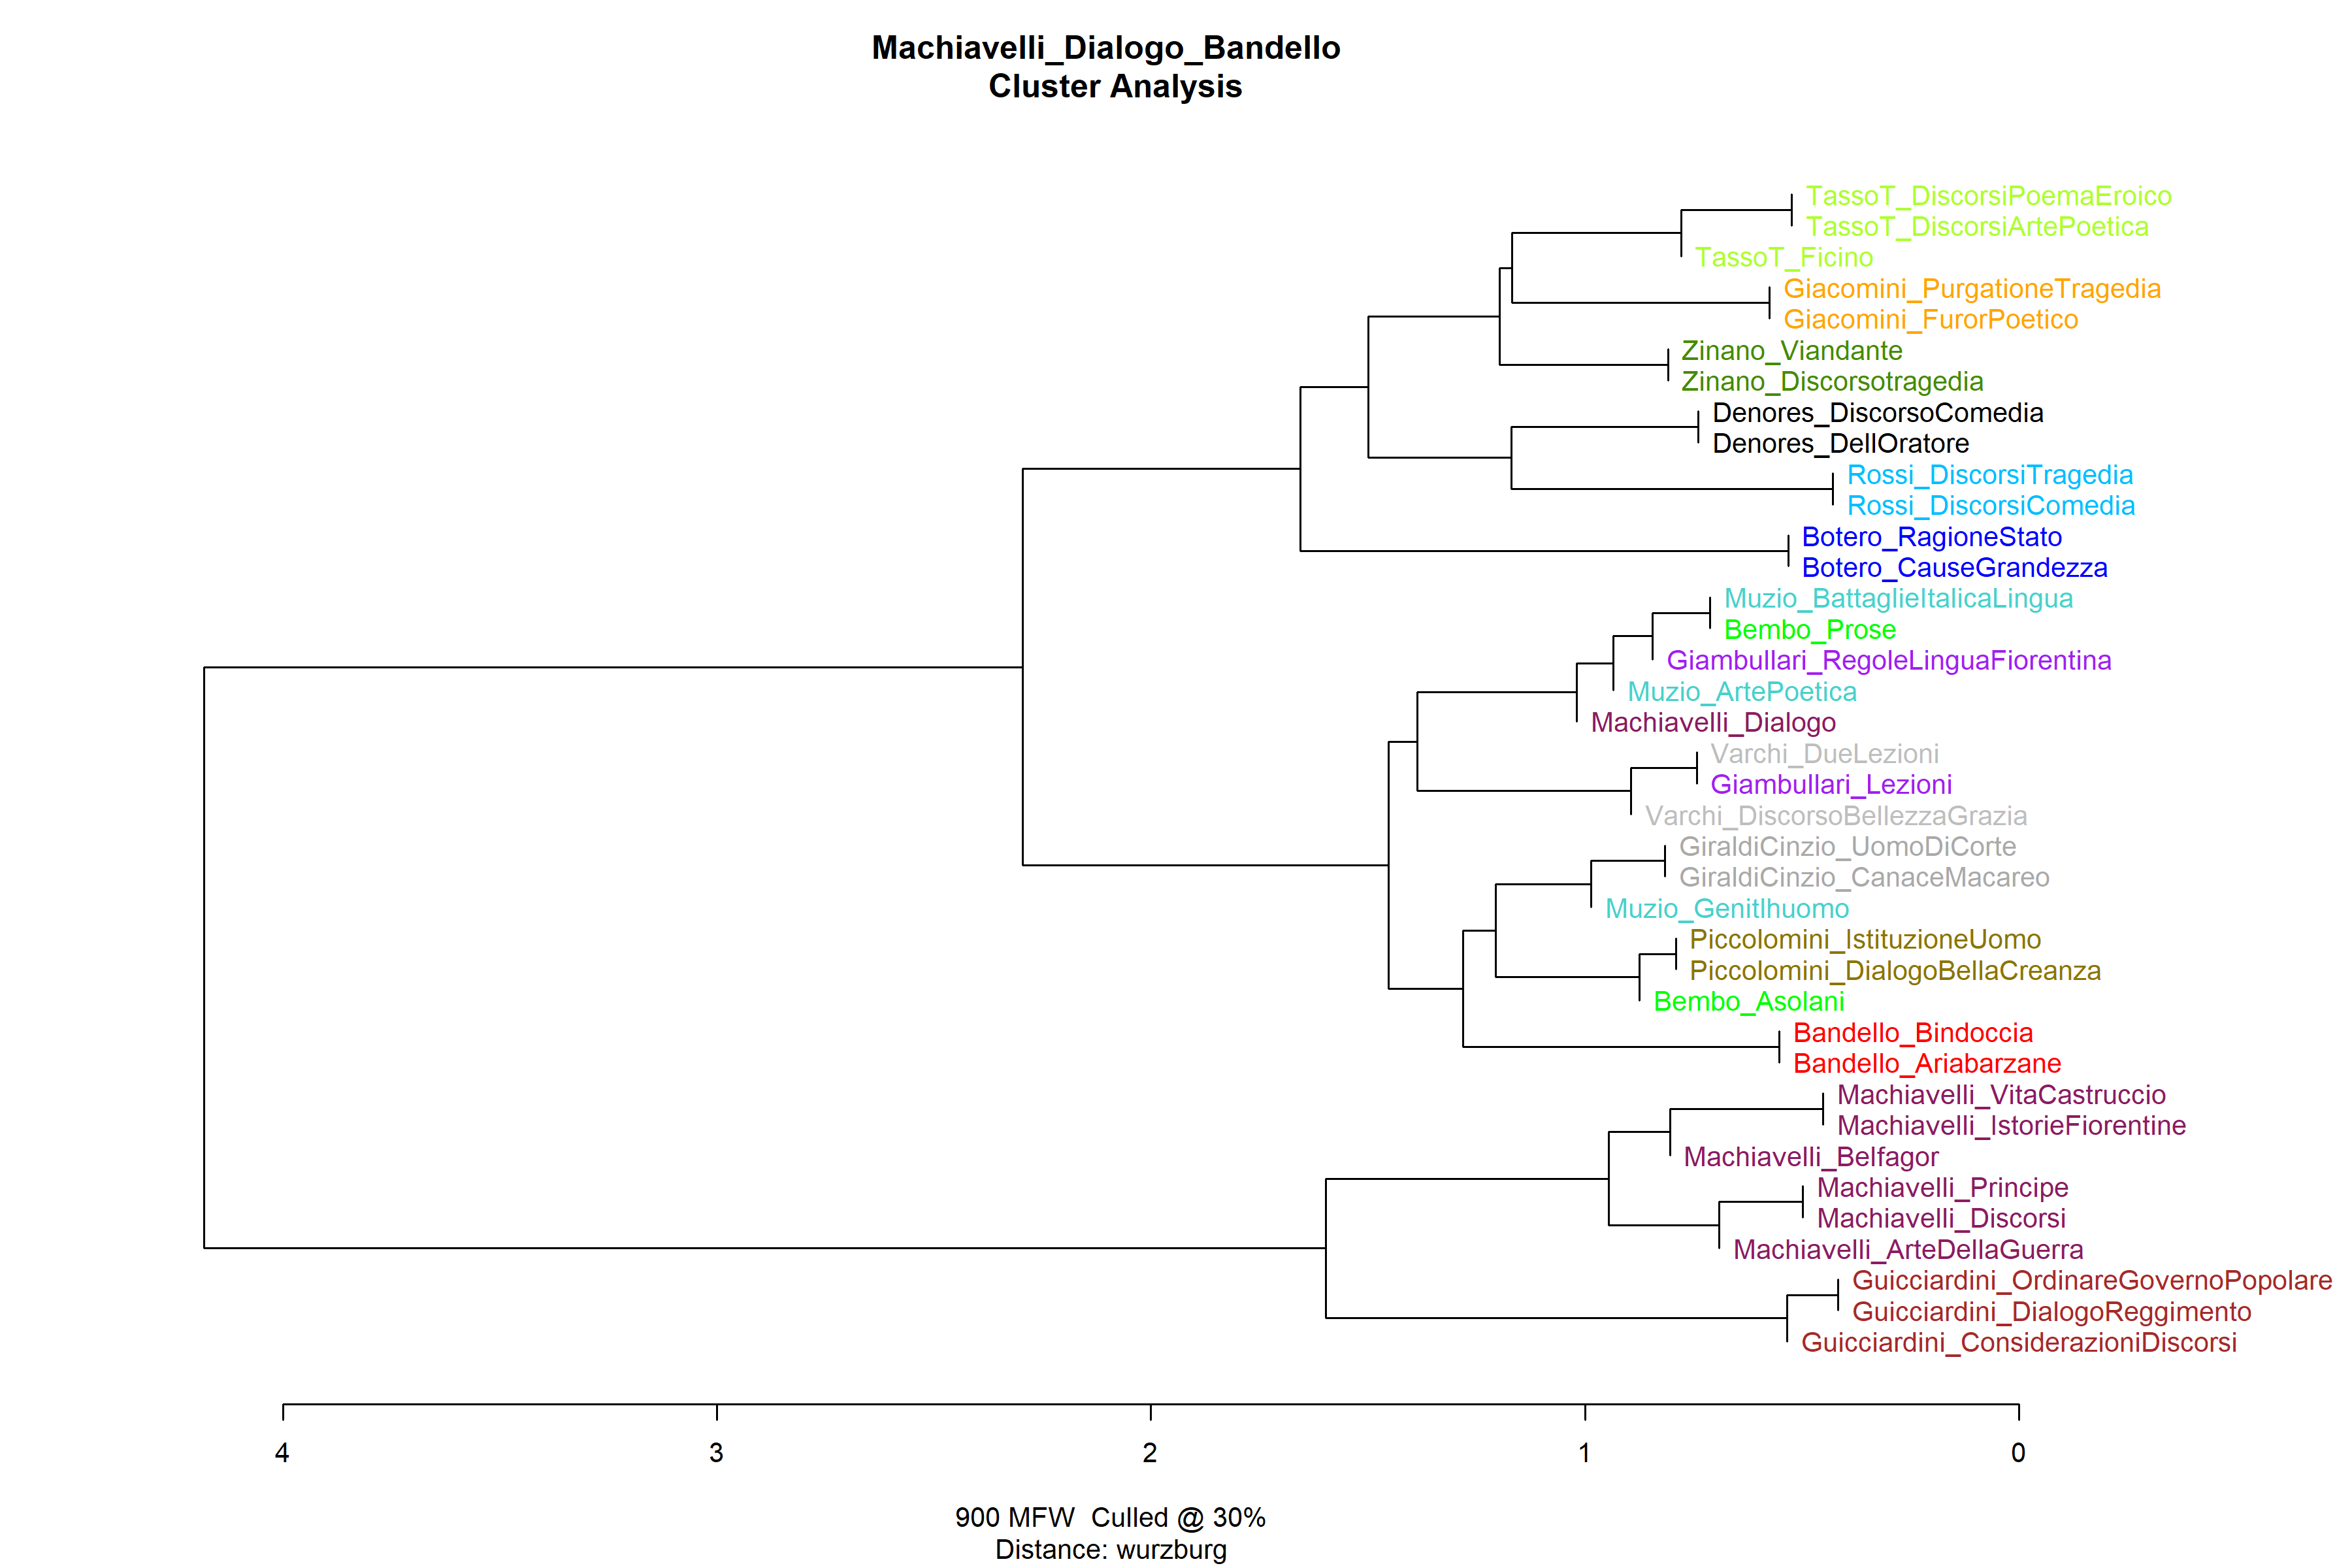 Machiavelli_Dialogo_Bandello
Cluster Analysis
TassoT_DiscorsiPoemaEroico
TassoT_DiscorsiArtePoetica
TassoT_Ficino
Giacomini_PurgationeTragedia
Giacomini_FurorPoetico
Zinano_Viandante
Zinano_Discorsotragedia
Denores_DiscorsoComedia
Denores_DellOratore
Rossi_DiscorsiTragedia
Rossi_DiscorsiComedia
Botero_RagioneStato
Botero_CauseGrandezza
Muzio_BattaglieItalicaLingua
Bembo_Prose
Giambullari_RegoleLinguaFiorentina
Muzio_ArtePoetica
Machiavelli_Dialogo
Varchi_DueLezioni
Giambullari_Lezioni
Varchi_DiscorsoBellezzaGrazia
GiraldiCinzio_UomoDiCorte
GiraldiCinzio_CanaceMacareo
Muzio_Genitlhuomo
Piccolomini_IstituzioneUomo
Piccolomini_DialogoBellaCreanza
Bembo_Asolani
Bandello_Bindoccia
Bandello_Ariabarzane
Machiavelli_VitaCastruccio
Machiavelli_IstorieFiorentine
Machiavelli_Belfagor
Machiavelli_Principe
Machiavelli_Discorsi
Machiavelli_ArteDellaGuerra
Guicciardini_OrdinareGovernoPopolare
Guicciardini_DialogoReggimento
Guicciardini_ConsiderazioniDiscorsi
4 3 2 1 0
900 MFW  Culled @ 30%
Distance: wurzburg